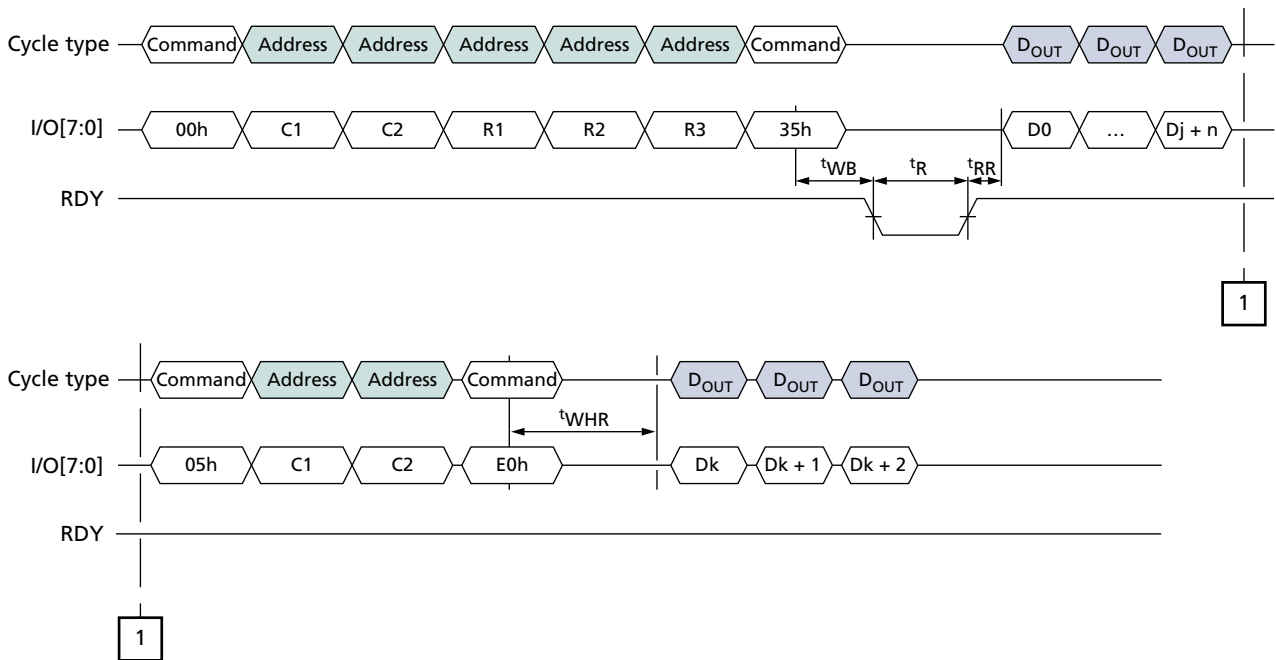 Cycle type Command Address Address Address Address Address Command DOUT DOUT DOUT
I/O[7:0] 00h C1 C2 R1 R2 R3 35h D0 ... Dj + n
tWB tR tRR
RDY
1
Cycle type Command Address Address Command DOUT DOUT DOUT
tWHR
I/O[7:0] 05h C1 C2 E0h Dk Dk + 1 Dk + 2
RDY
1